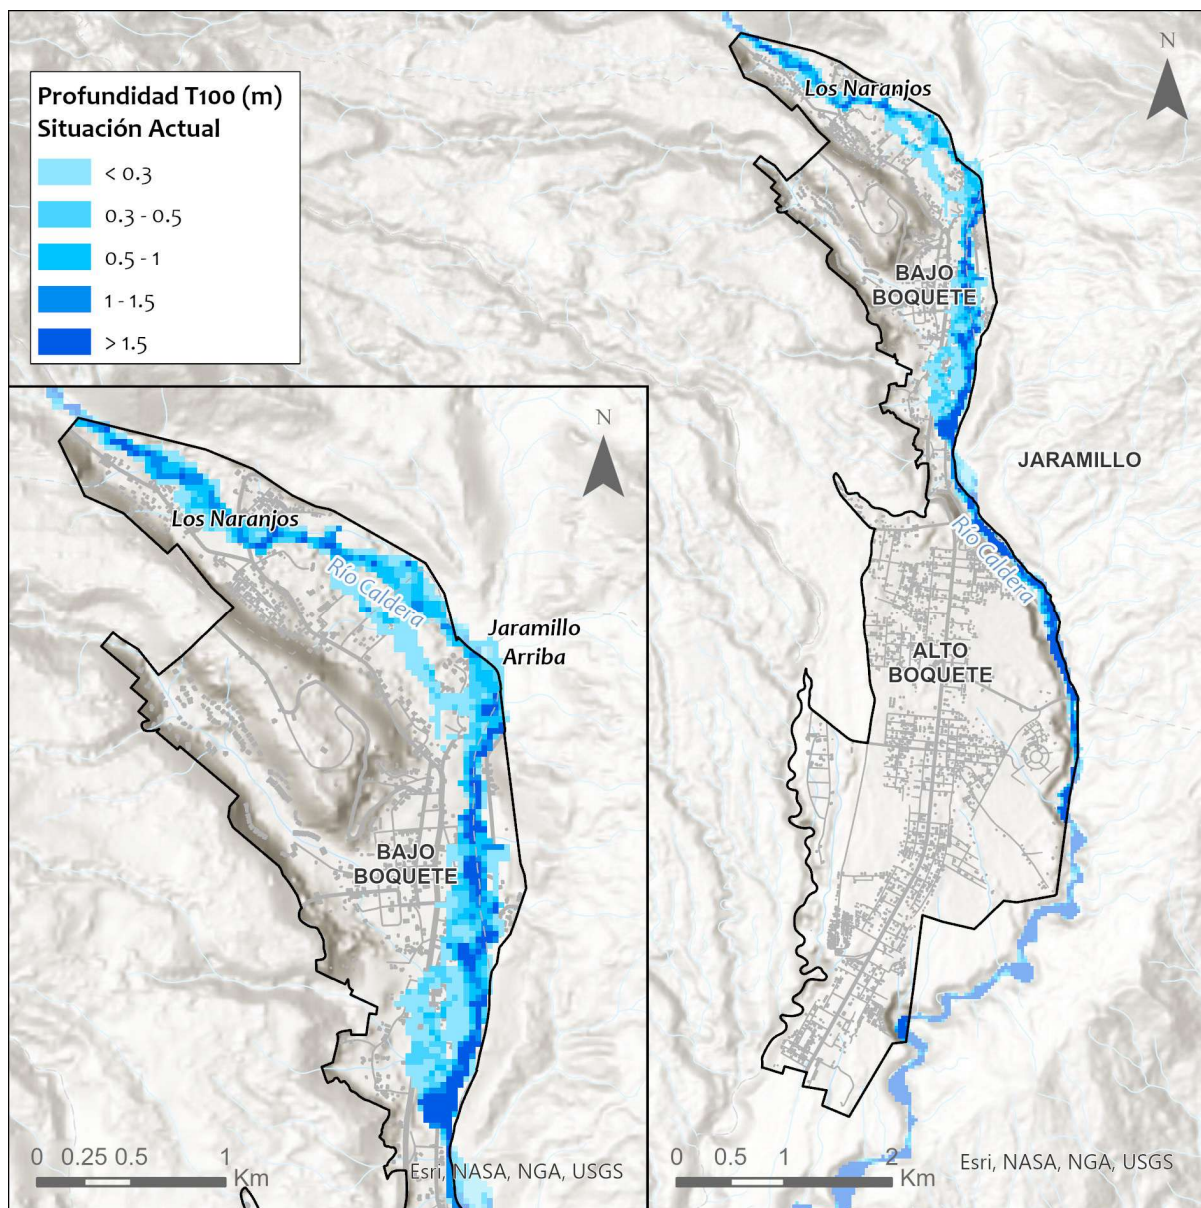 Profundidad T100 (m)
Situación Actual
< 0.3
0.3 - 0.5
0.5 - 1
1 - 1.5
> 1.5
N
Los Naranjos
BAJO
BOQUETE
JARAMILLO
Río Caldera
ALTO
BOQUETE
0 0.5 1 2
Km
Esri, NASA, NGA, USGS
N
Los Naranjos
Río Caldera
Jaramillo
Arriba
BAJO
BOQUETE
0 0.25 0.5 1
Km
Esri, NASA, NGA, USGS